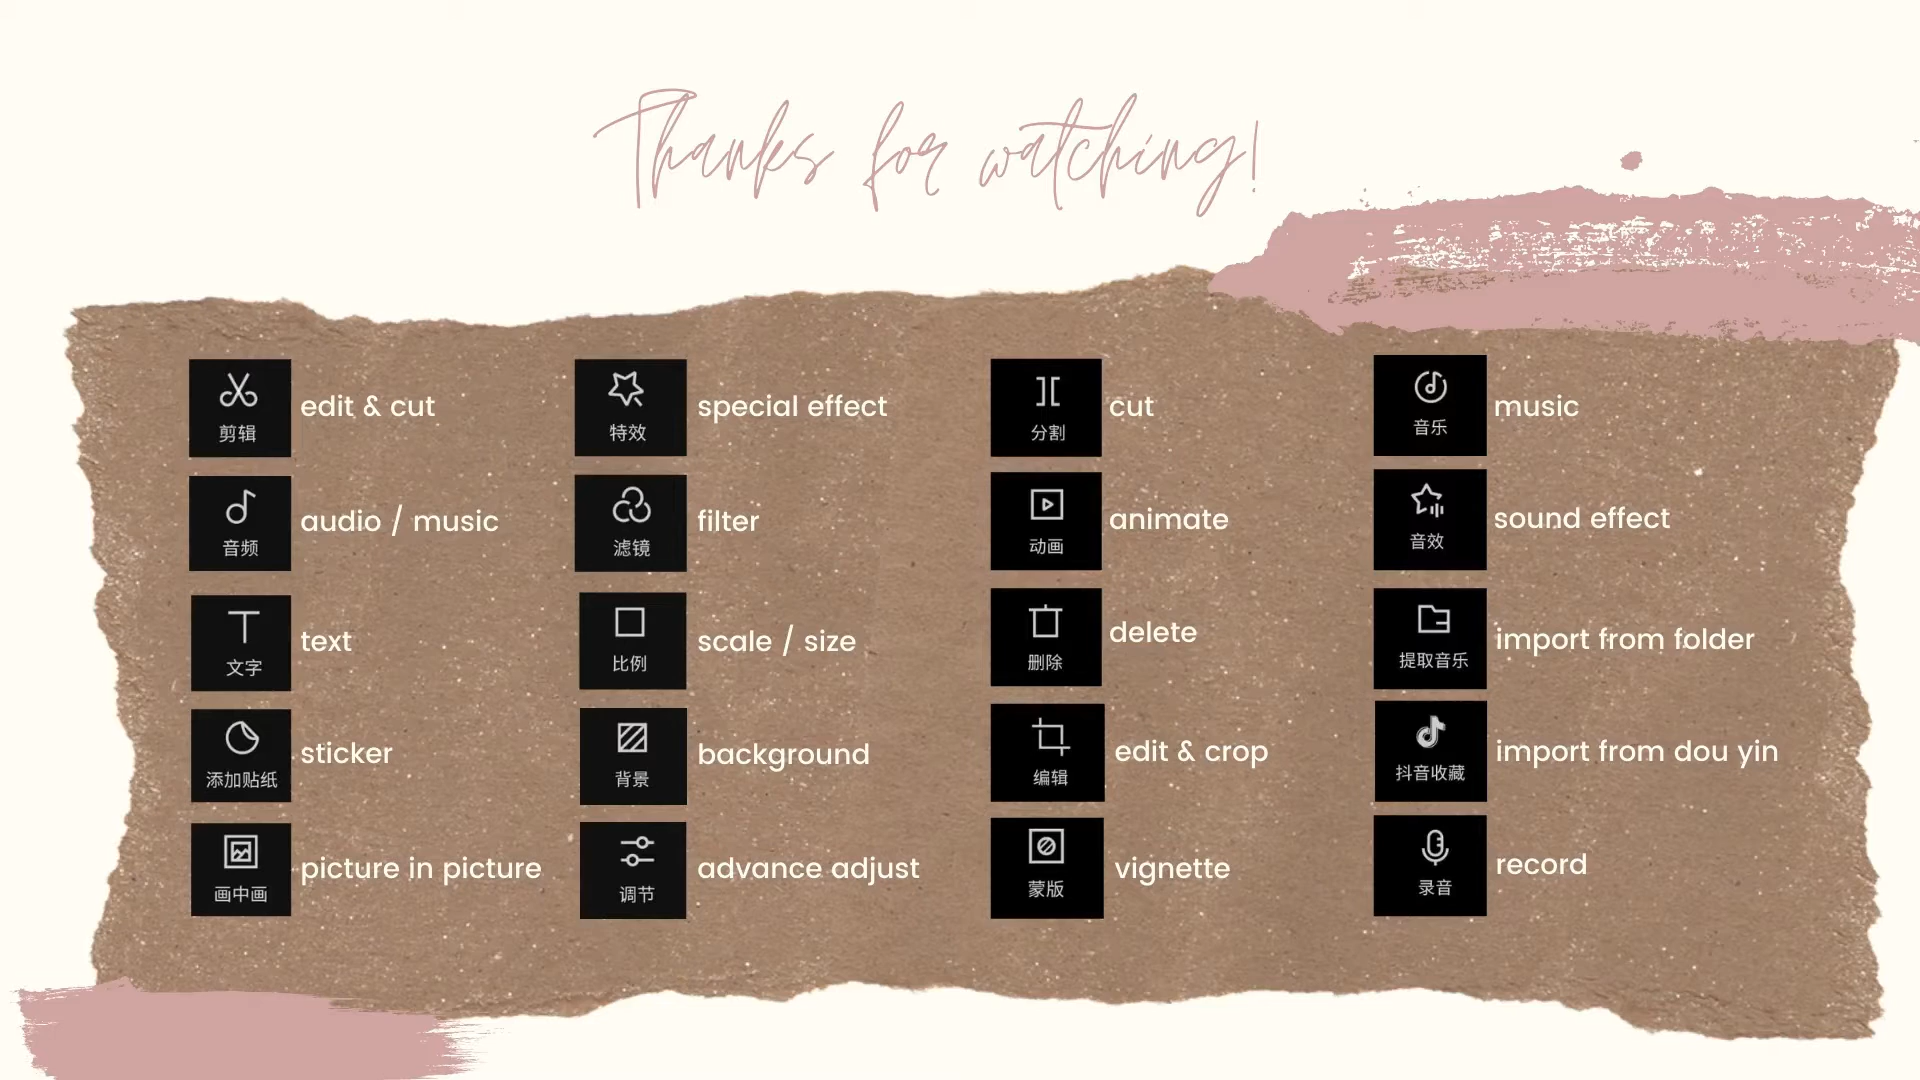 Thanks for watching!
剪辑 edit & cut
特效 special effect
分割 cut
音乐 music
音频 audio / music
滤镜 filter
动画 animate
音效 sound effect
文字 text
比例 scale / size
删除 delete
提取音乐 import from folder
添加贴纸 sticker
背景 background
编辑 edit & crop
抖音收藏 import from dou yin
画中画 picture in picture
调节 advance adjust
蒙版 vignette
录音 record